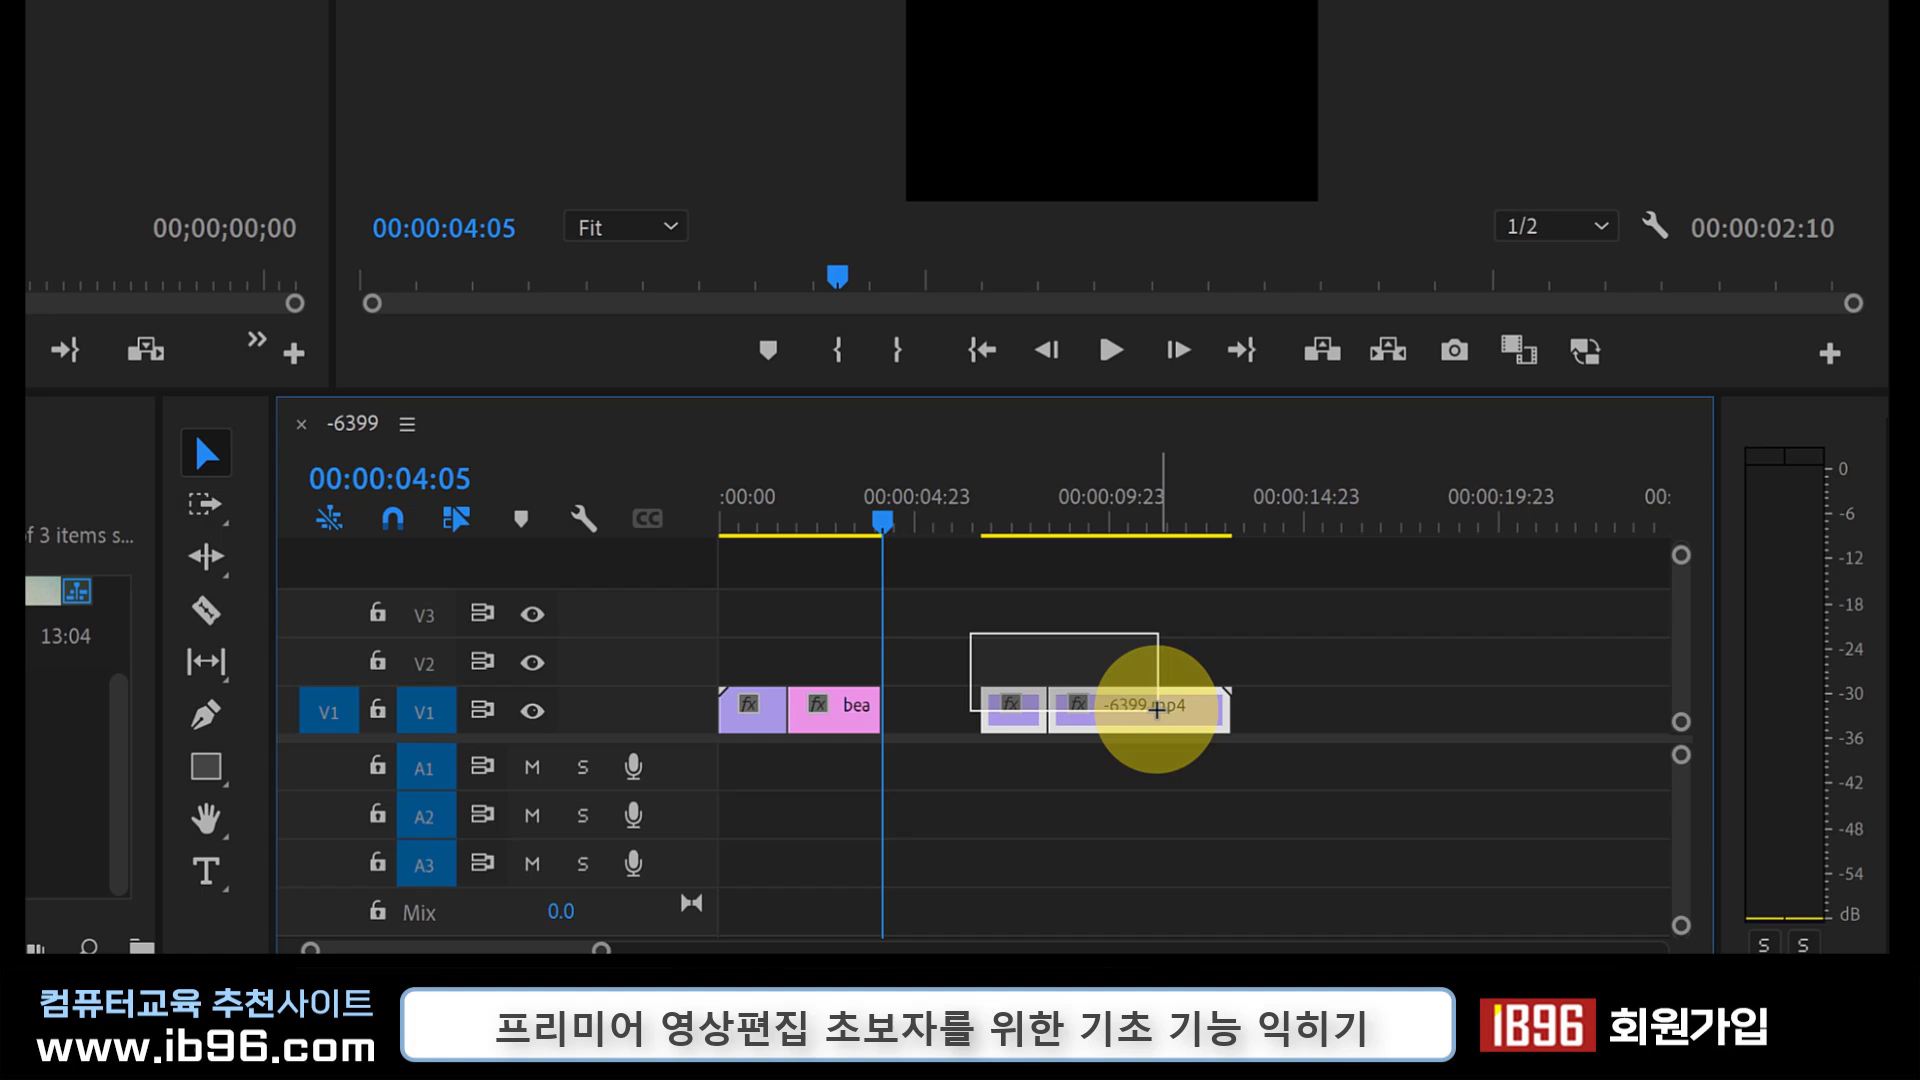 00;00;00;00
00:00:04:05
Fit
1/2
00:00:02:10
-6399
00:00:04:05
:00:00
00:00:04:23
00:00:09:23
00:00:14:23
00:00:19:23
00:
CC
f 3 items s...
13:04
V3
V2
V1
V1
fx
fx
bea
fx
fx
-6399.mp4
A1
M
S
A2
M
S
A3
M
S
Mix
0.0
0
-6
-12
-18
-24
-30
-36
-42
-48
-54
dB
S
S
컴퓨터교육 추천사이트
www.ib96.com
프리미어 영상편집 초보자를 위한 기초 기능 익히기
IB96
회원가입